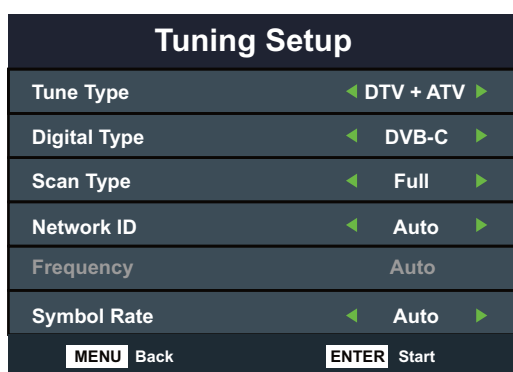 Tuning Setup
Tune Type DTV + ATV
Digital Type DVB-C
Scan Type Full
Network ID Auto
Frequency Auto
Symbol Rate Auto
MENU Back ENTER Start